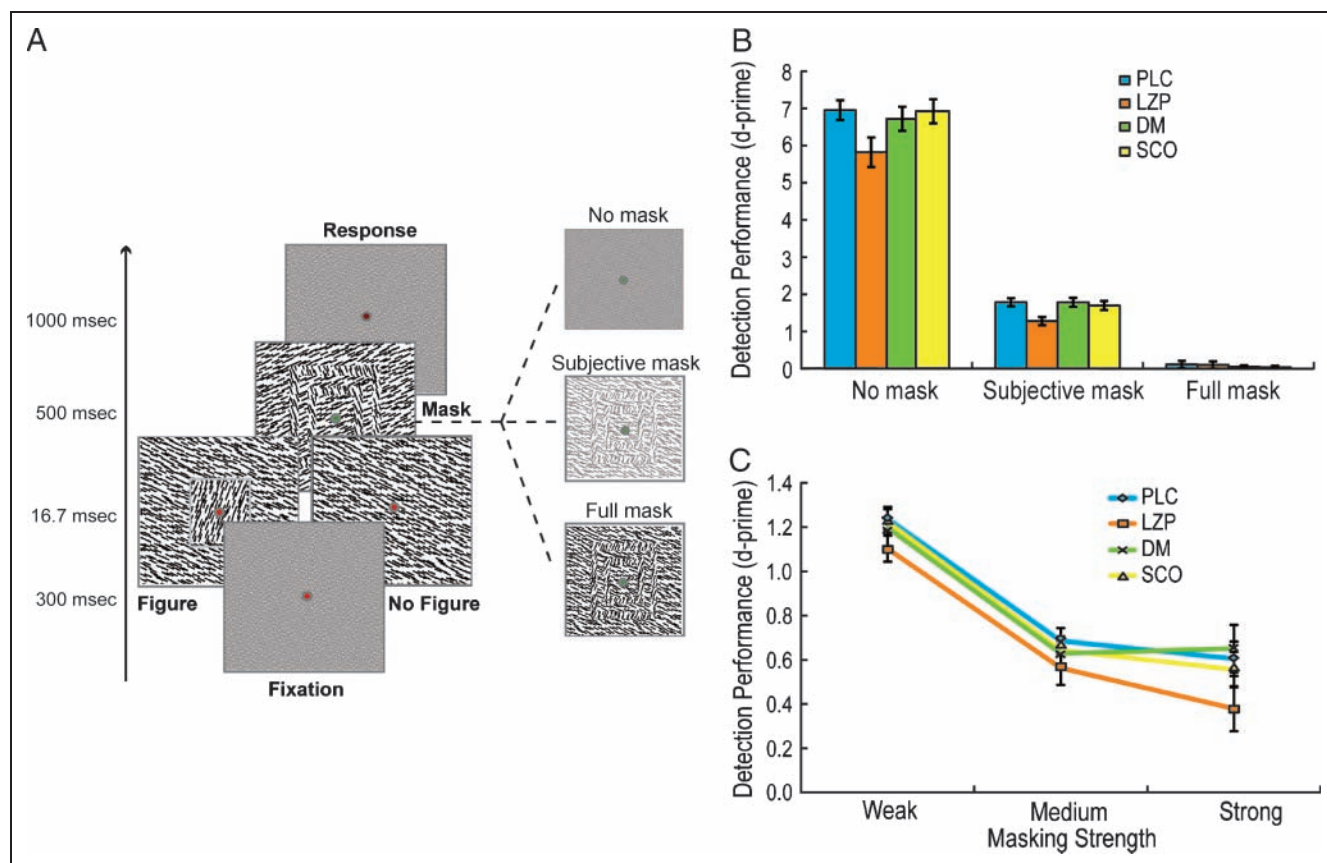 A
Response
1000 msec
500 msec
16.7 msec
300 msec
Mask
Figure
No Figure
Fixation
No mask
Subjective mask
Full mask
B
Detection Performance (d-prime)
8
7
6
5
4
3
2
1
0
PLC
LZP
DM
SCO
No mask
Subjective mask
Full mask
C
Detection Performance (d-prime)
1.4
1.2
1.0
0.8
0.6
0.4
0.2
0.0
PLC
LZP
DM
SCO
Weak
Medium
Strong
Masking Strength